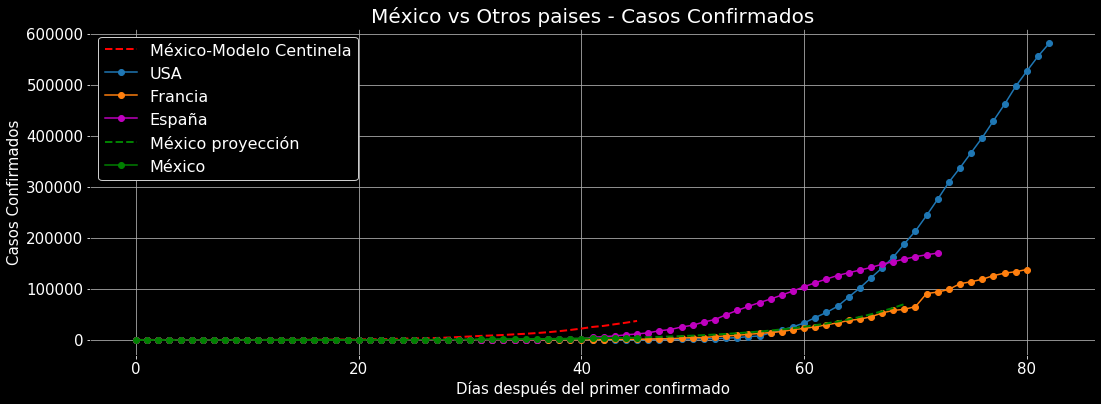 México vs Otros paises - Casos Confirmados
México-Modelo Centinela
USA
Francia
España
México proyección
México
600000
500000
400000
300000
200000
100000
0
Casos Confirmados
0 20 40 60 80
Días después del primer confirmado